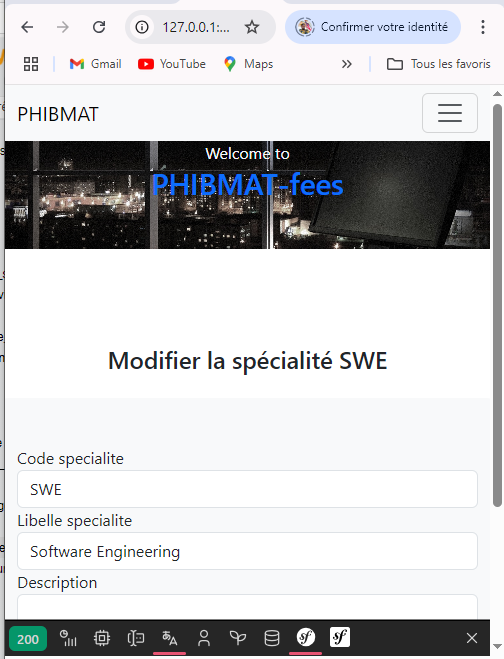 127.0.0.1:...
Confirmer votre identité
Gmail
YouTube
Maps
Tous les favoris
PHIBMAT
Welcome to
PHIBMAT-fees
Modifier la spécialité SWE
Code specialite
SWE
Libelle specialite
Software Engineering
Description
200